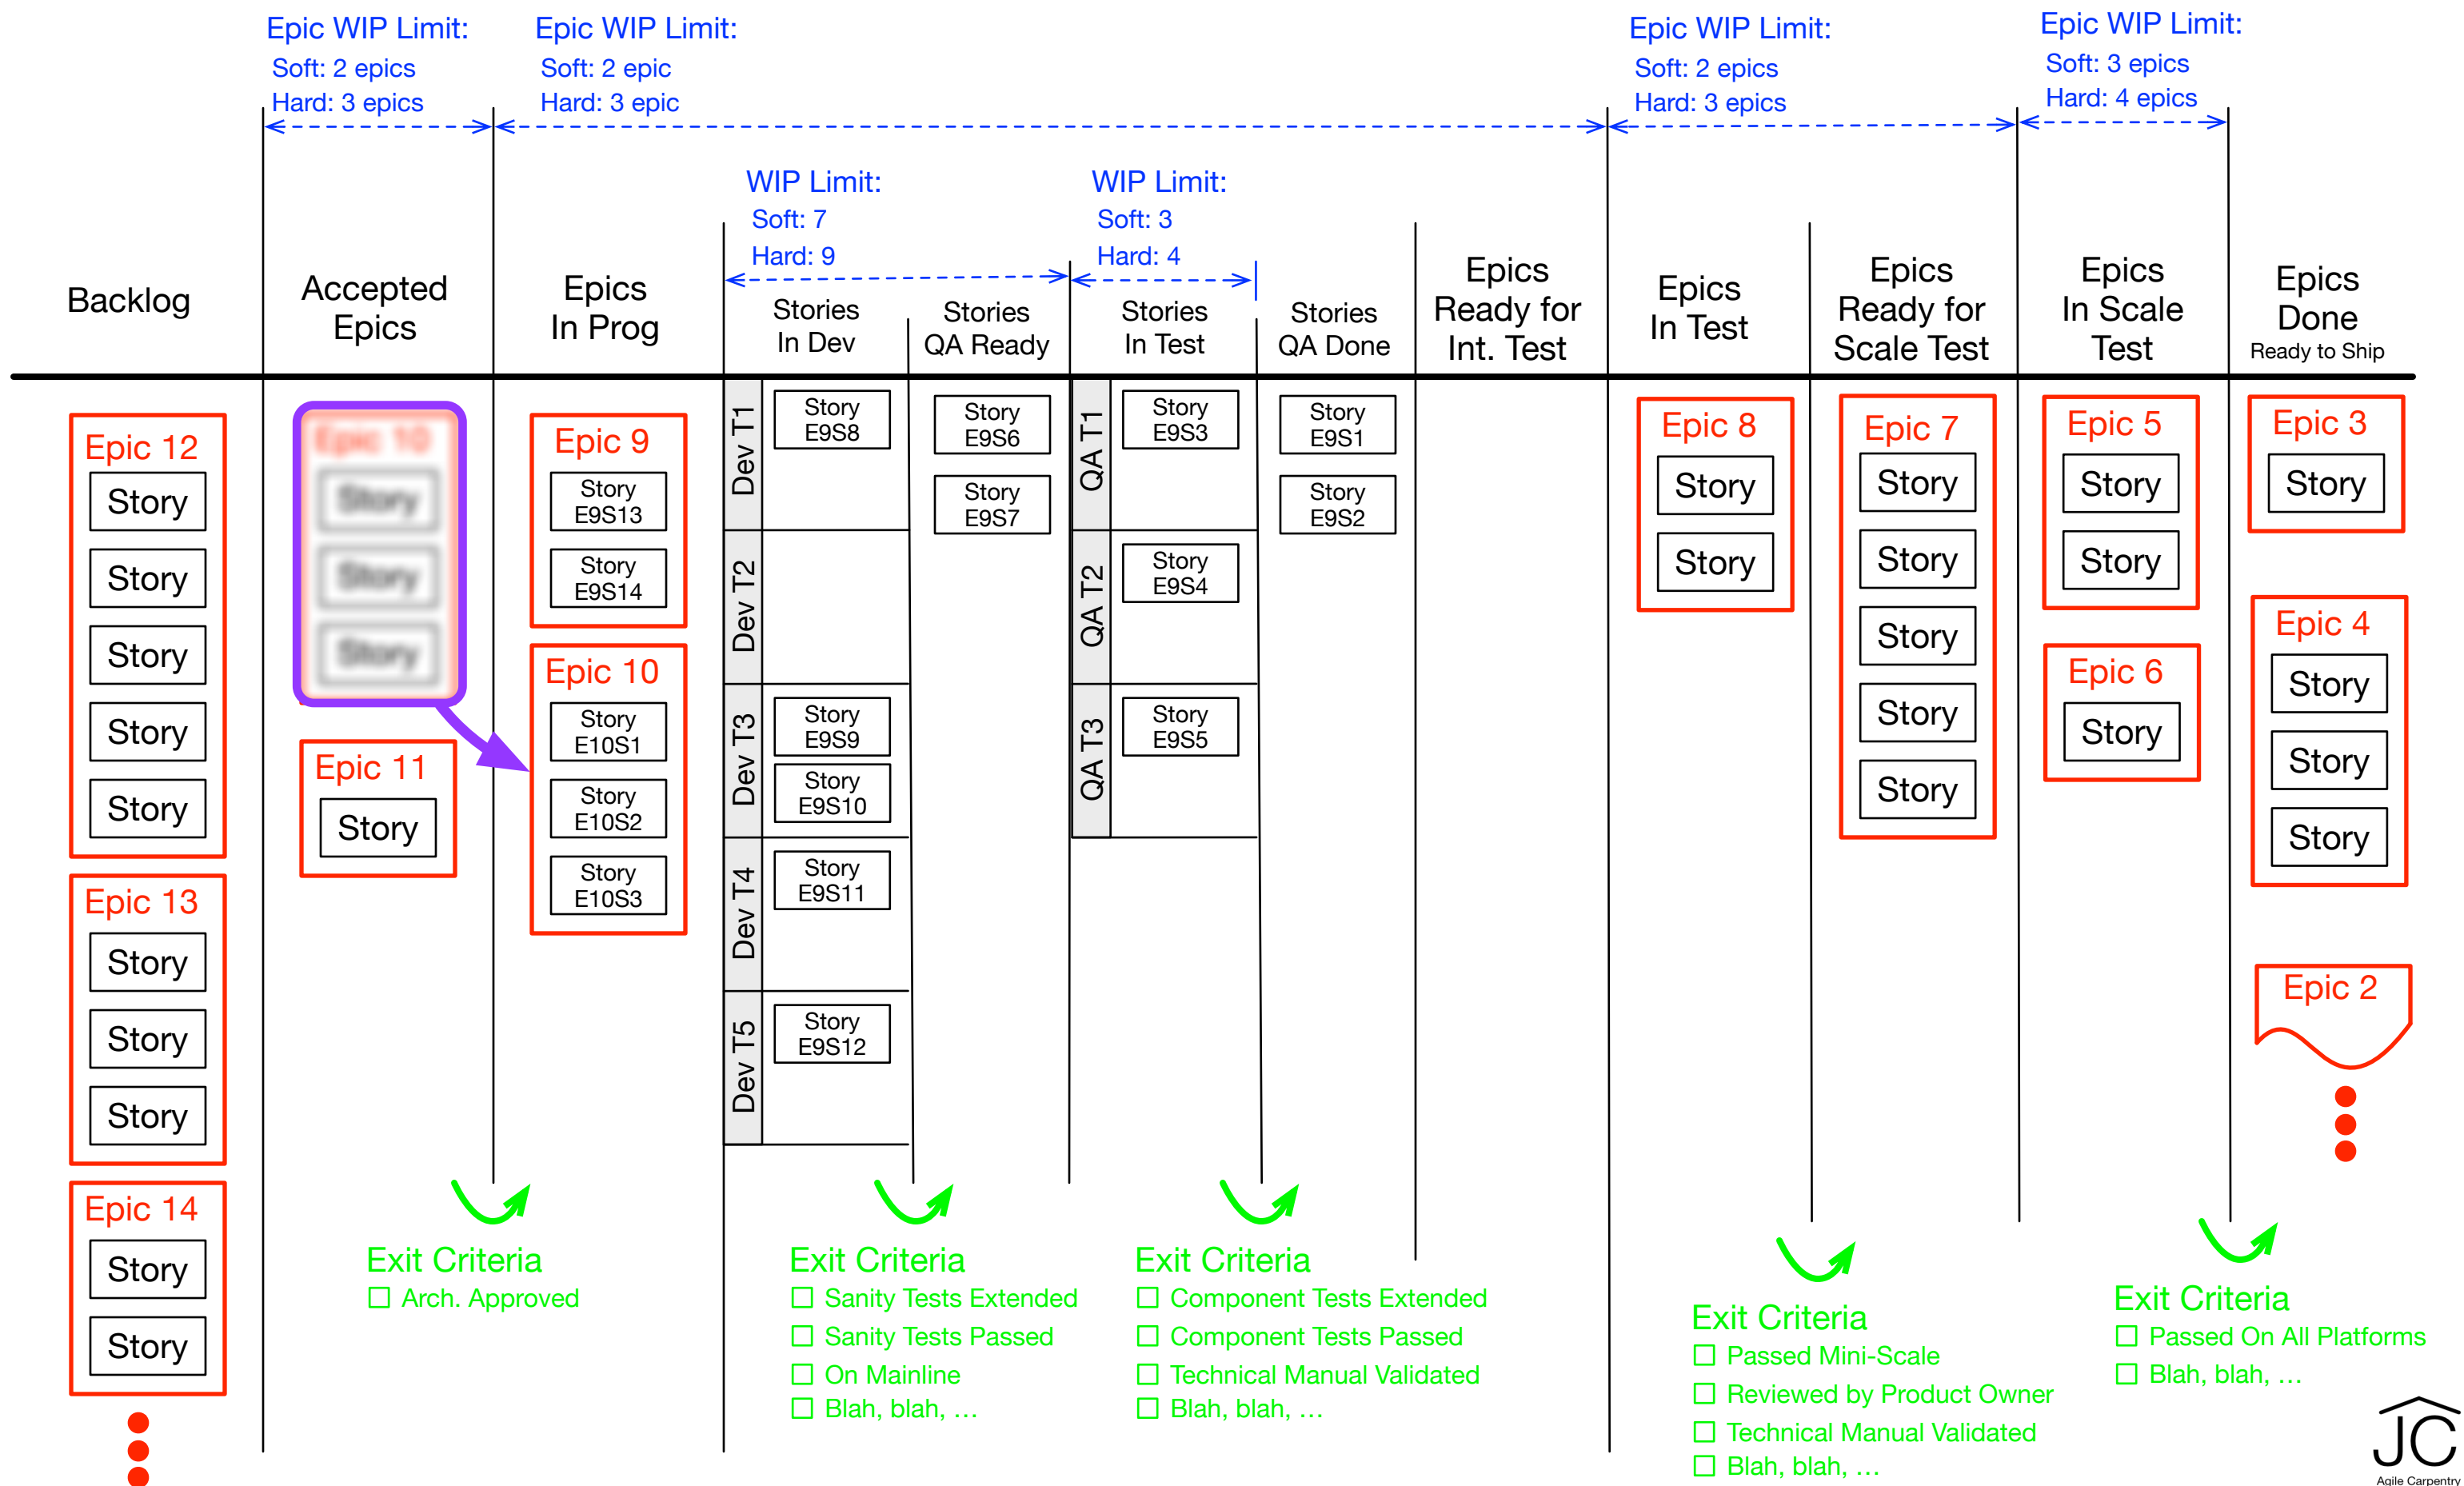 Epic WIP Limit:
Soft: 2 epics
Hard: 3 epics
Epic WIP Limit:
Soft: 2 epic
Hard: 3 epic
Epic WIP Limit:
Soft: 2 epics
Hard: 3 epics
Epic WIP Limit:
Soft: 3 epics
Hard: 4 epics
WIP Limit:
Soft: 7
Hard: 9
WIP Limit:
Soft: 3
Hard: 4
Backlog
Accepted
Epics
Epics
In Prog
Stories
In Dev
Stories
QA Ready
Stories
In Test
Stories
QA Done
Epics
Ready for
Int. Test
Epics
In Test
Epics
Ready for
Scale Test
Epics
In Scale
Test
Epics
Done
Ready to Ship
Epic 12
Story
Story
Story
Story
Story
Epic 13
Story
Story
Story
Epic 14
Story
Story
Epic 10
Story
Story
Story
Epic 11
Story
Exit Criteria
Arch. Approved
Epic 9
Story
E9S13
Story
E9S14
Epic 10
Story
E10S1
Story
E10S2
Story
E10S3
Dev T1
Story
E9S8
Dev T2
Dev T3
Story
E9S9
Story
E9S10
Dev T4
Story
E9S11
Dev T5
Story
E9S12
Story
E9S6
Story
E9S7
Exit Criteria
Sanity Tests Extended
Sanity Tests Passed
On Mainline
Blah, blah, …
QA T1
Story
E9S3
QA T2
Story
E9S4
QA T3
Story
E9S5
Story
E9S1
Story
E9S2
Exit Criteria
Component Tests Extended
Component Tests Passed
Technical Manual Validated
Blah, blah, …
Epic 8
Story
Story
Epic 7
Story
Story
Story
Story
Story
Exit Criteria
Passed Mini-Scale
Reviewed by Product Owner
Technical Manual Validated
Blah, blah, …
Epic 5
Story
Story
Epic 6
Story
Exit Criteria
Passed On All Platforms
Blah, blah, …
Epic 3
Story
Epic 4
Story
Story
Story
Epic 2
JC
Agile Carpentry